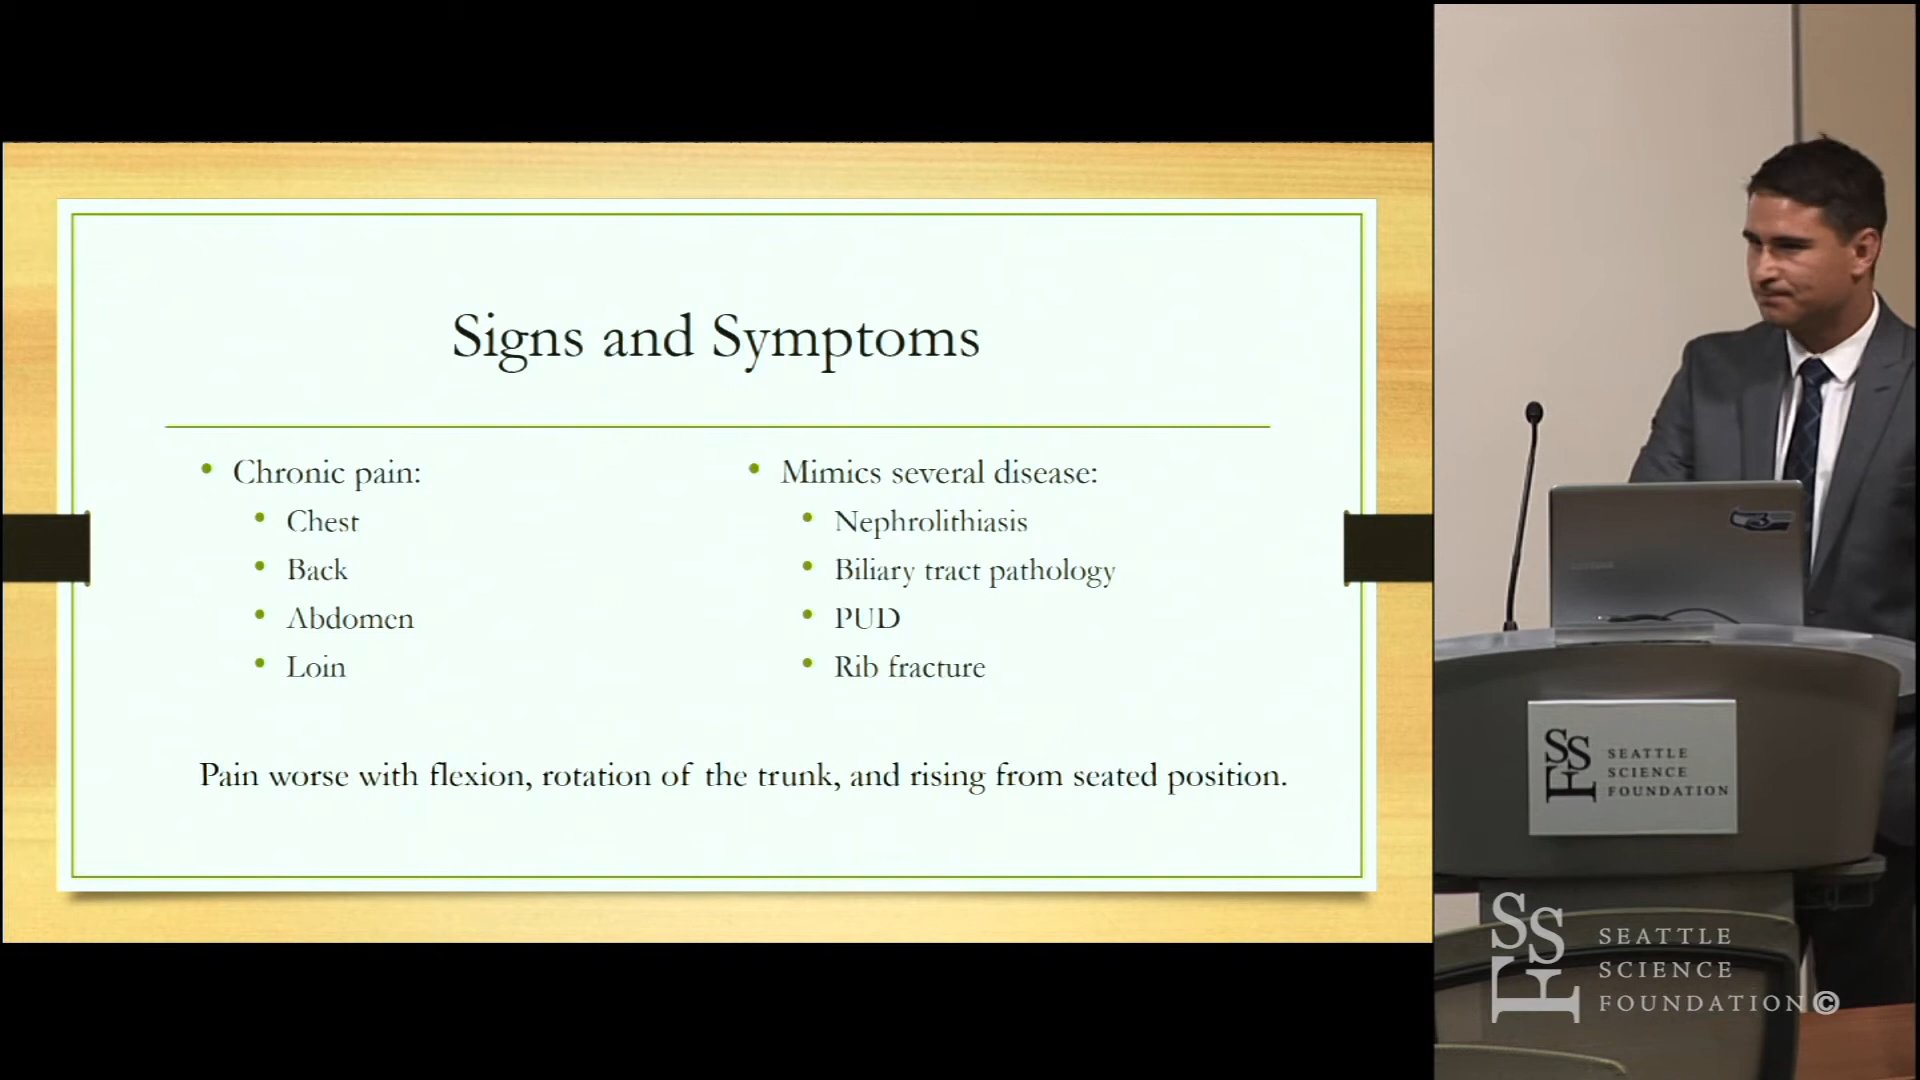 Signs and Symptoms
• Chronic pain:
• Chest
• Back
• Abdomen
• Loin
• Mimics several disease:
• Nephrolithiasis
• Biliary tract pathology
• PUD
• Rib fracture
Pain worse with flexion, rotation of the trunk, and rising from seated position.
SSF
SEATTLE
SCIENCE
FOUNDATION
SSF
SEATTLE
SCIENCE
FOUNDATION©